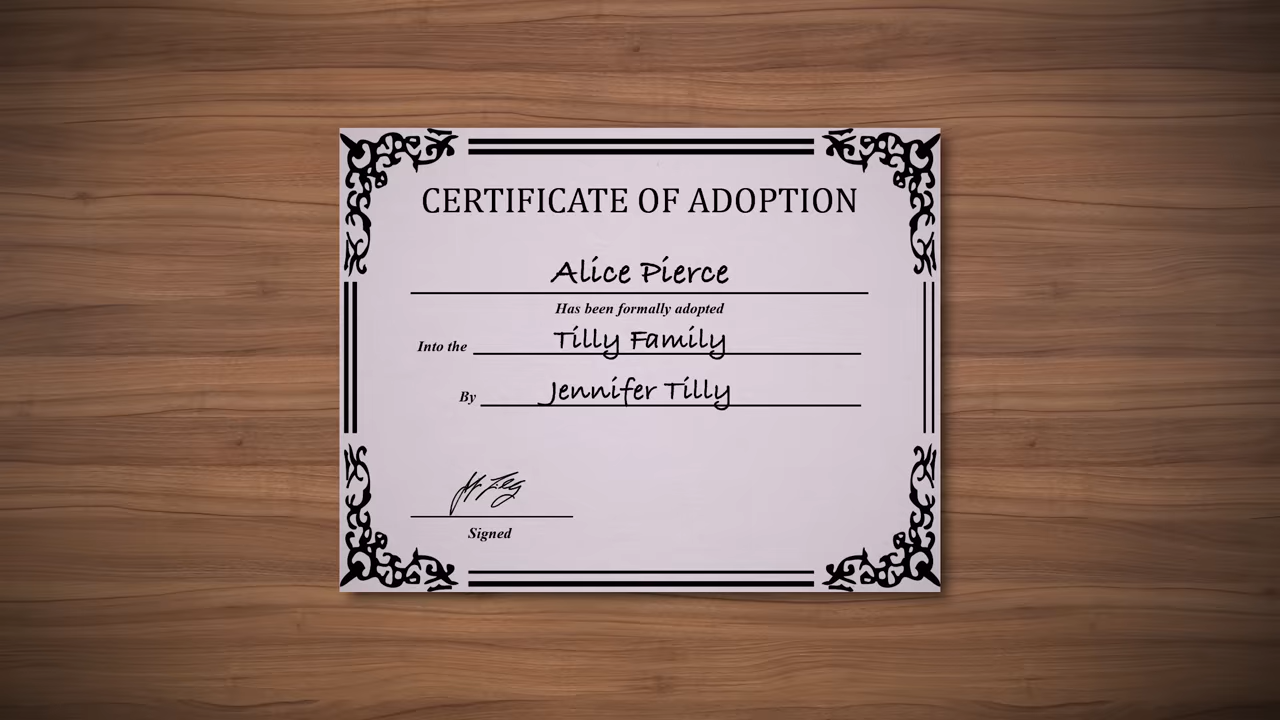 CERTIFICATE OF ADOPTION
Alice Pierce
Has been formally adopted
Into the Tilly Family
By Jennifer Tilly
Signed